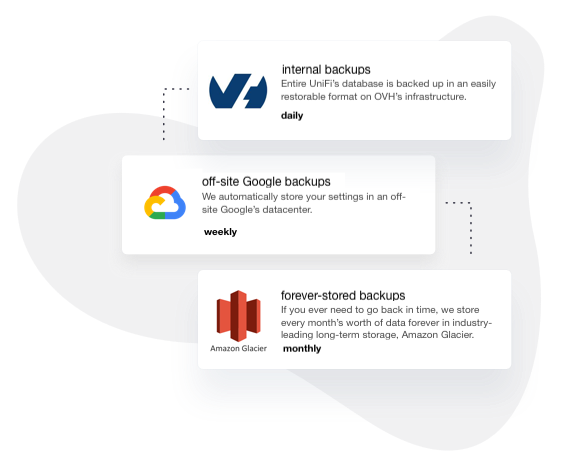 internal backups
Entire UniFi's database is backed up in an easily
restorable format on OVH's infrastructure.
daily
off-site Google backups
We automatically store your settings in an off-
site Google's datacenter.
weekly
forever-stored backups
If you ever need to go back in time, we store
every month's worth of data forever in industry-
leading long-term storage, Amazon Glacier.
Amazon Glacier
monthly